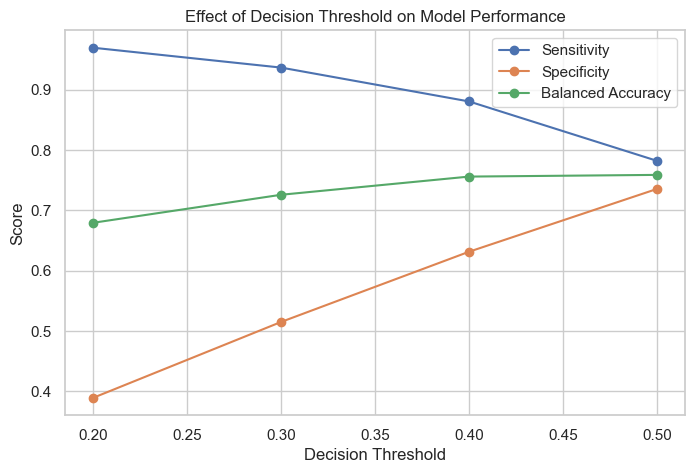 Effect of Decision Threshold on Model Performance
Sensitivity
Specificity
Balanced Accuracy
Score
0.9
0.8
0.7
0.6
0.5
0.4
0.20 0.25 0.30 0.35 0.40 0.45 0.50
Decision Threshold